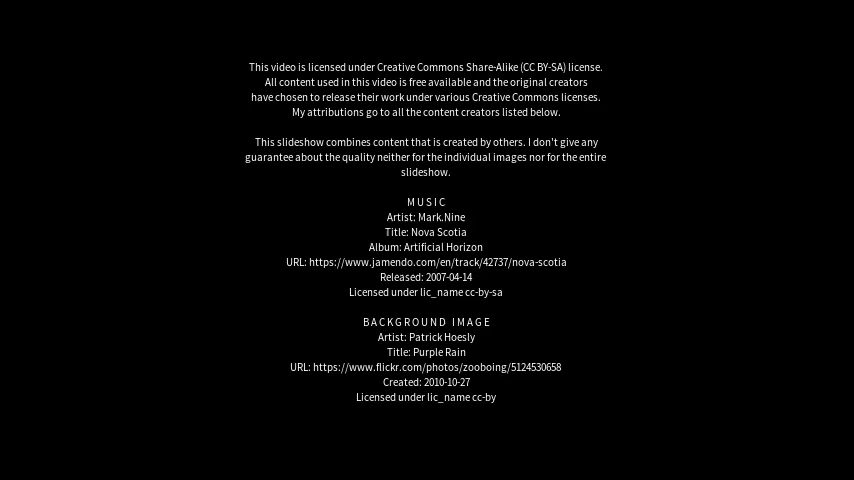 This video is licensed under Creative Commons Share-Alike (CC BY-SA) license.
All content used in this video is free available and the original creators
have chosen to release their work under various Creative Commons licenses.
My attributions go to all the content creators listed below.
This slideshow combines content that is created by others. I don't give any
guarantee about the quality neither for the individual images nor for the entire
slideshow.
MUSIC
Artist: Mark.Nine
Title: Nova Scotia
Album: Artificial Horizon
URL: https://www.jamendo.com/en/track/42737/nova-scotia
Released: 2007-04-14
Licensed under lic_name cc-by-sa
BACKGROUND IMAGE
Artist: Patrick Hoesly
Title: Purple Rain
URL: https://www.flickr.com/photos/zooboing/5124530658
Created: 2010-10-27
Licensed under lic_name cc-by